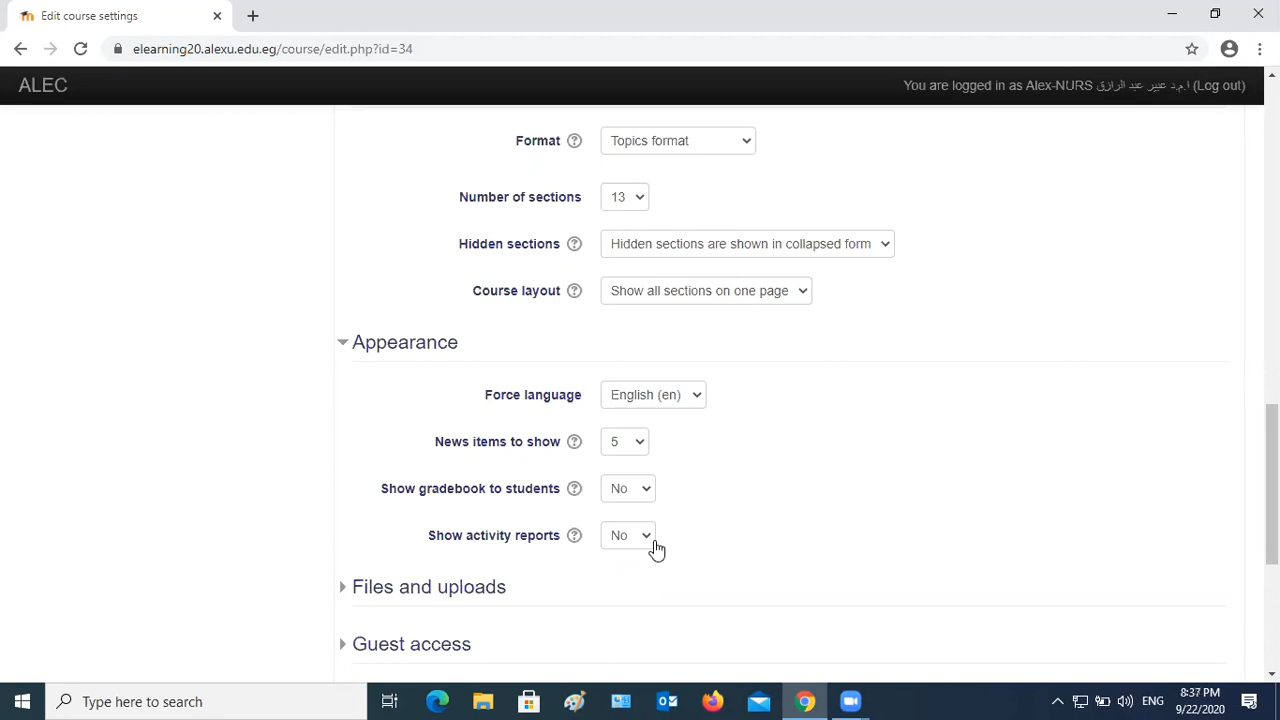 Edit course settings
elearning20.alexu.edu.eg/course/edit.php?id=34
ALEC
You are logged in as Alex-NURS ا.م.د عبير عبد الرازق (Log out)
Format
Topics format
Number of sections
13
Hidden sections
Hidden sections are shown in collapsed form
Course layout
Show all sections on one page
Appearance
Force language
English (en)
News items to show
5
Show gradebook to students
No
Show activity reports
No
Files and uploads
Guest access
Type here to search
ENG
8:37 PM
9/22/2020